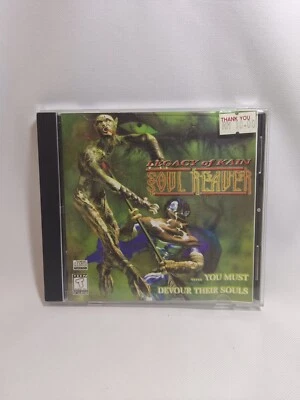 THANK YOU
LEGACY of KAIN
SOUL REAVER
YOU MUST
DEVOUR THEIR SOULS